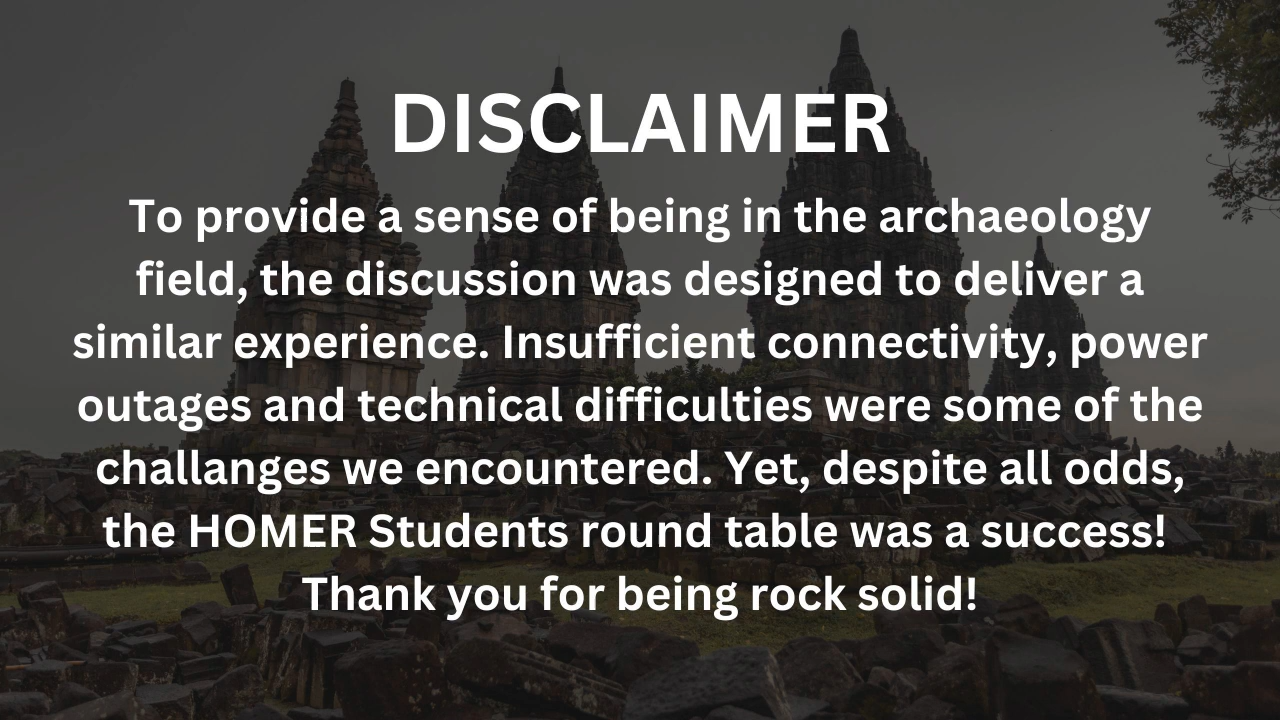 DISCLAIMER
To provide a sense of being in the archaeology
field, the discussion was designed to deliver a
similar experience. Insufficient connectivity, power
outages and technical difficulties were some of the
challanges we encountered. Yet, despite all odds,
the HOMER Students round table was a success!
Thank you for being rock solid!